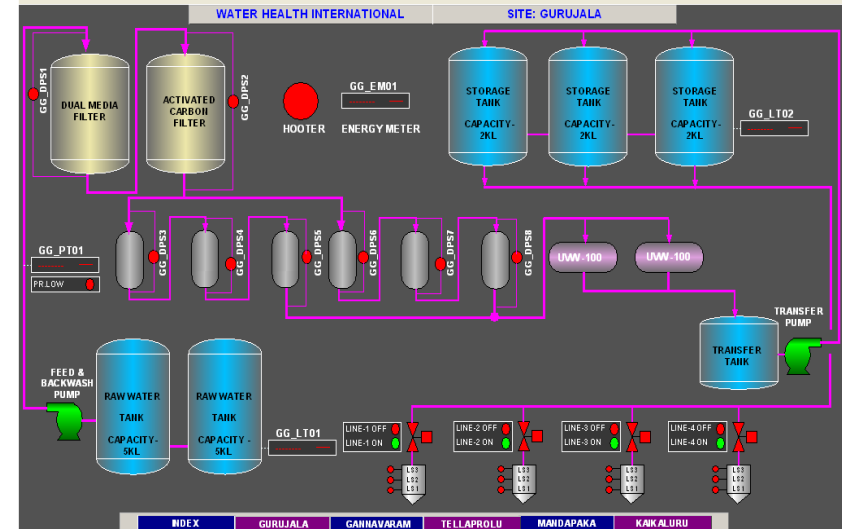 WATER HEALTH INTERNATIONAL
SITE: GURUJALA
GG_DPS1
DUAL MEDIA
FILTER
ACTIVATED
CARBON
FILTER
GG_DPS2
HOOTER
GG_EM01
ENERGY METER
STORAGE
TANK
CAPACITY-
2KL
STORAGE
TANK
CAPACITY-
2KL
STORAGE
TANK
CAPACITY-
2KL
GG_LT02
GG_PT01
PR.LOW
GG_DPS3
GG_DPS4
GG_DPS5
GG_DPS6
GG_DPS7
GG_DPS8
UVW-100
UVW-100
TRANSFER
PUMP
TRANSFER
TANK
FEED &
BACKWASH
PUMP
RAW WATER
TANK
CAPACITY-
5KL
RAW WATER
TANK
CAPACITY -
5KL
GG_LT01
LINE-1 OFF
LINE-1 ON
LINE-2 OFF
LINE-2 ON
LINE-3 OFF
LINE-3 ON
LINE-4 OFF
LINE-4 ON
LS3
LS2
LS1
LS3
LS2
LS1
LS3
LS2
LS1
LS3
LS2
LS1
INDEX
GURUJALA
GANNAVARAM
TELLAPROLU
MANDAPAKA
KAIKALURU